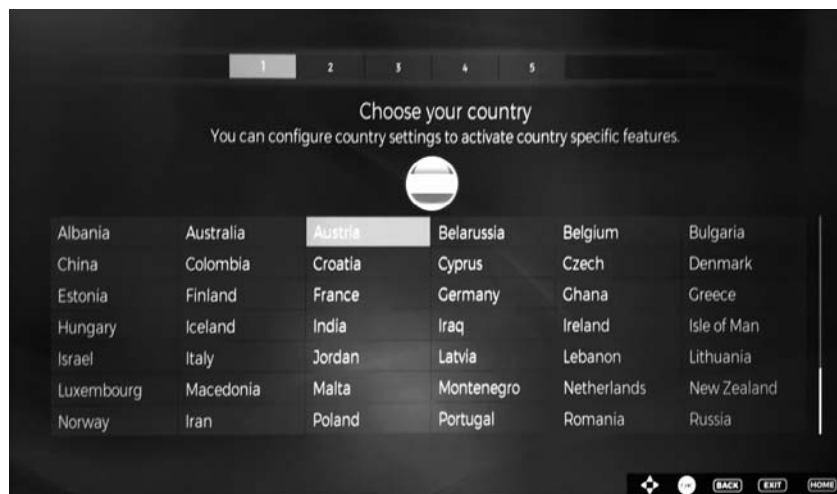 1 2 3 4 5
Choose your country
You can configure country settings to activate country specific features.
Albania Australia Austria Belarussia Belgium Bulgaria
China Colombia Croatia Cyprus Czech Denmark
Estonia Finland France Germany Ghana Greece
Hungary Iceland India Iraq Ireland Isle of Man
Israel Italy Jordan Latvia Lebanon Lithuania
Luxembourg Macedonia Malta Montenegro Netherlands New Zealand
Norway Iran Poland Portugal Romania Russia
BACK EXIT HOME